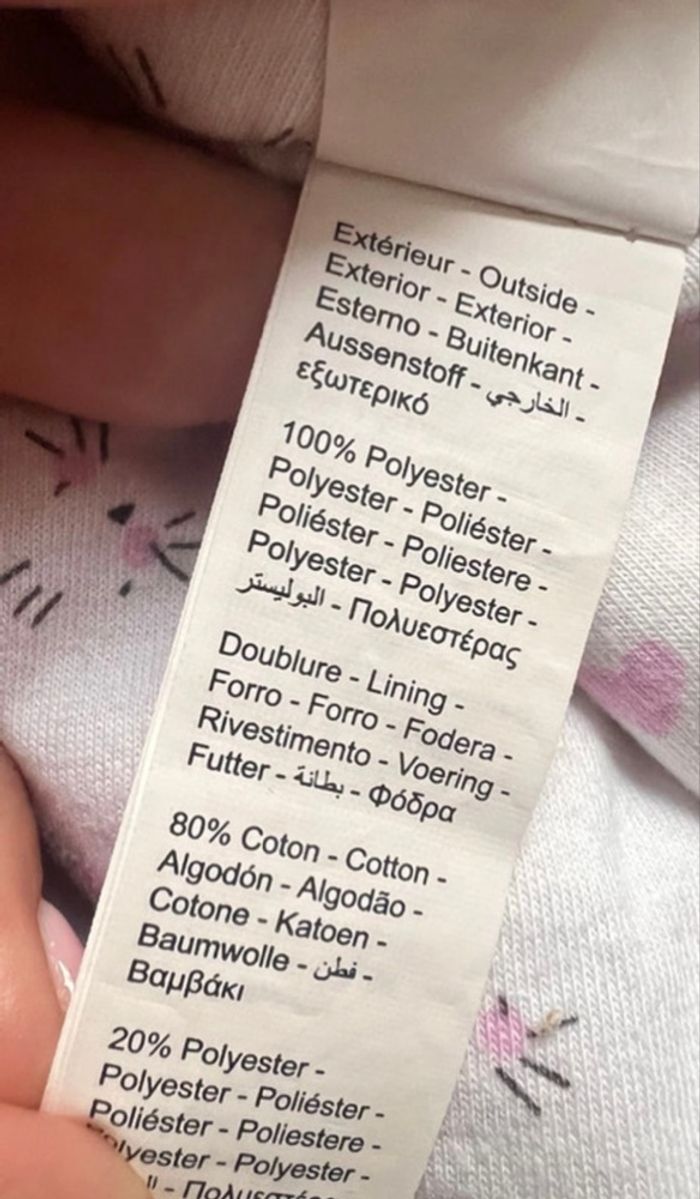 Extérieur - Outside -
Exterior - Exterior -
Esterno - Buitenkant -
Aussenstoff - الخارجي -
εξωτερικό
100% Polyester -
Polyester - Poliéster -
Poliéster - Poliestere -
Polyester - Polyester -
البوليستر - Πολυεστέρας
Doublure - Lining -
Forro - Forro - Fodera -
Rivestimento - Voering -
Futter - بطانة - Φόδρα
80% Coton - Cotton -
Algodón - Algodão -
Cotone - Katoen -
Baumwolle - قطن -
Βαμβάκι
20% Polyester -
Polyester - Poliéster -
Poliéster - Poliestere -
Polyester - Polyester -